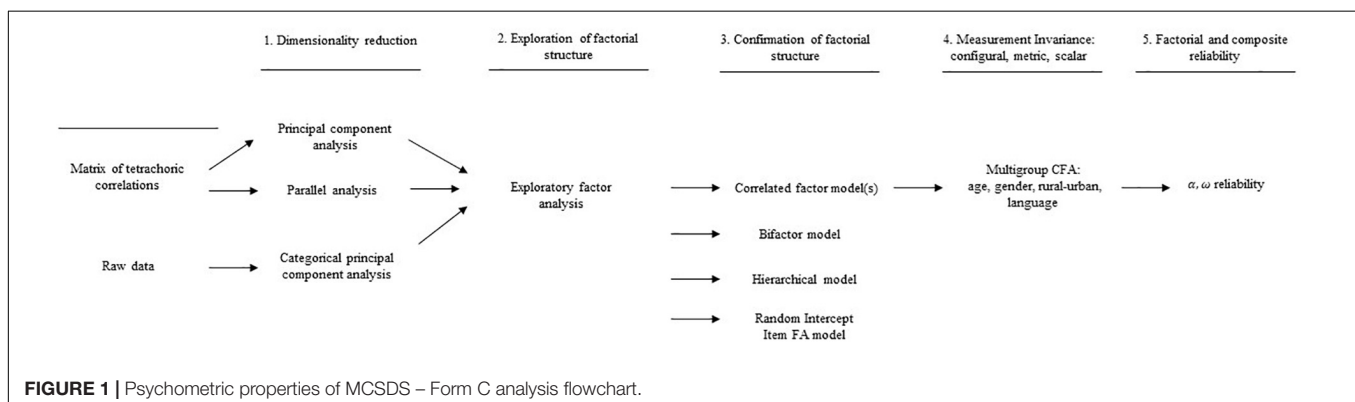 1. Dimensionality reduction
2. Exploration of factorial
structure
3. Confirmation of factorial
structure
4. Measurement Invariance:
configural, metric, scalar
5. Factorial and composite
reliability
Matrix of tetrachoric
correlations
Raw data
Principal component
analysis
Parallel analysis
Categorical principal
component analysis
Exploratory factor
analysis
Correlated factor model(s)
Bifactor model
Hierarchical model
Random Intercept
Item FA model
Multigroup CFA:
age, gender, rural-urban,
language
α, ω reliability
FIGURE 1 | Psychometric properties of MCSDS – Form C analysis flowchart.